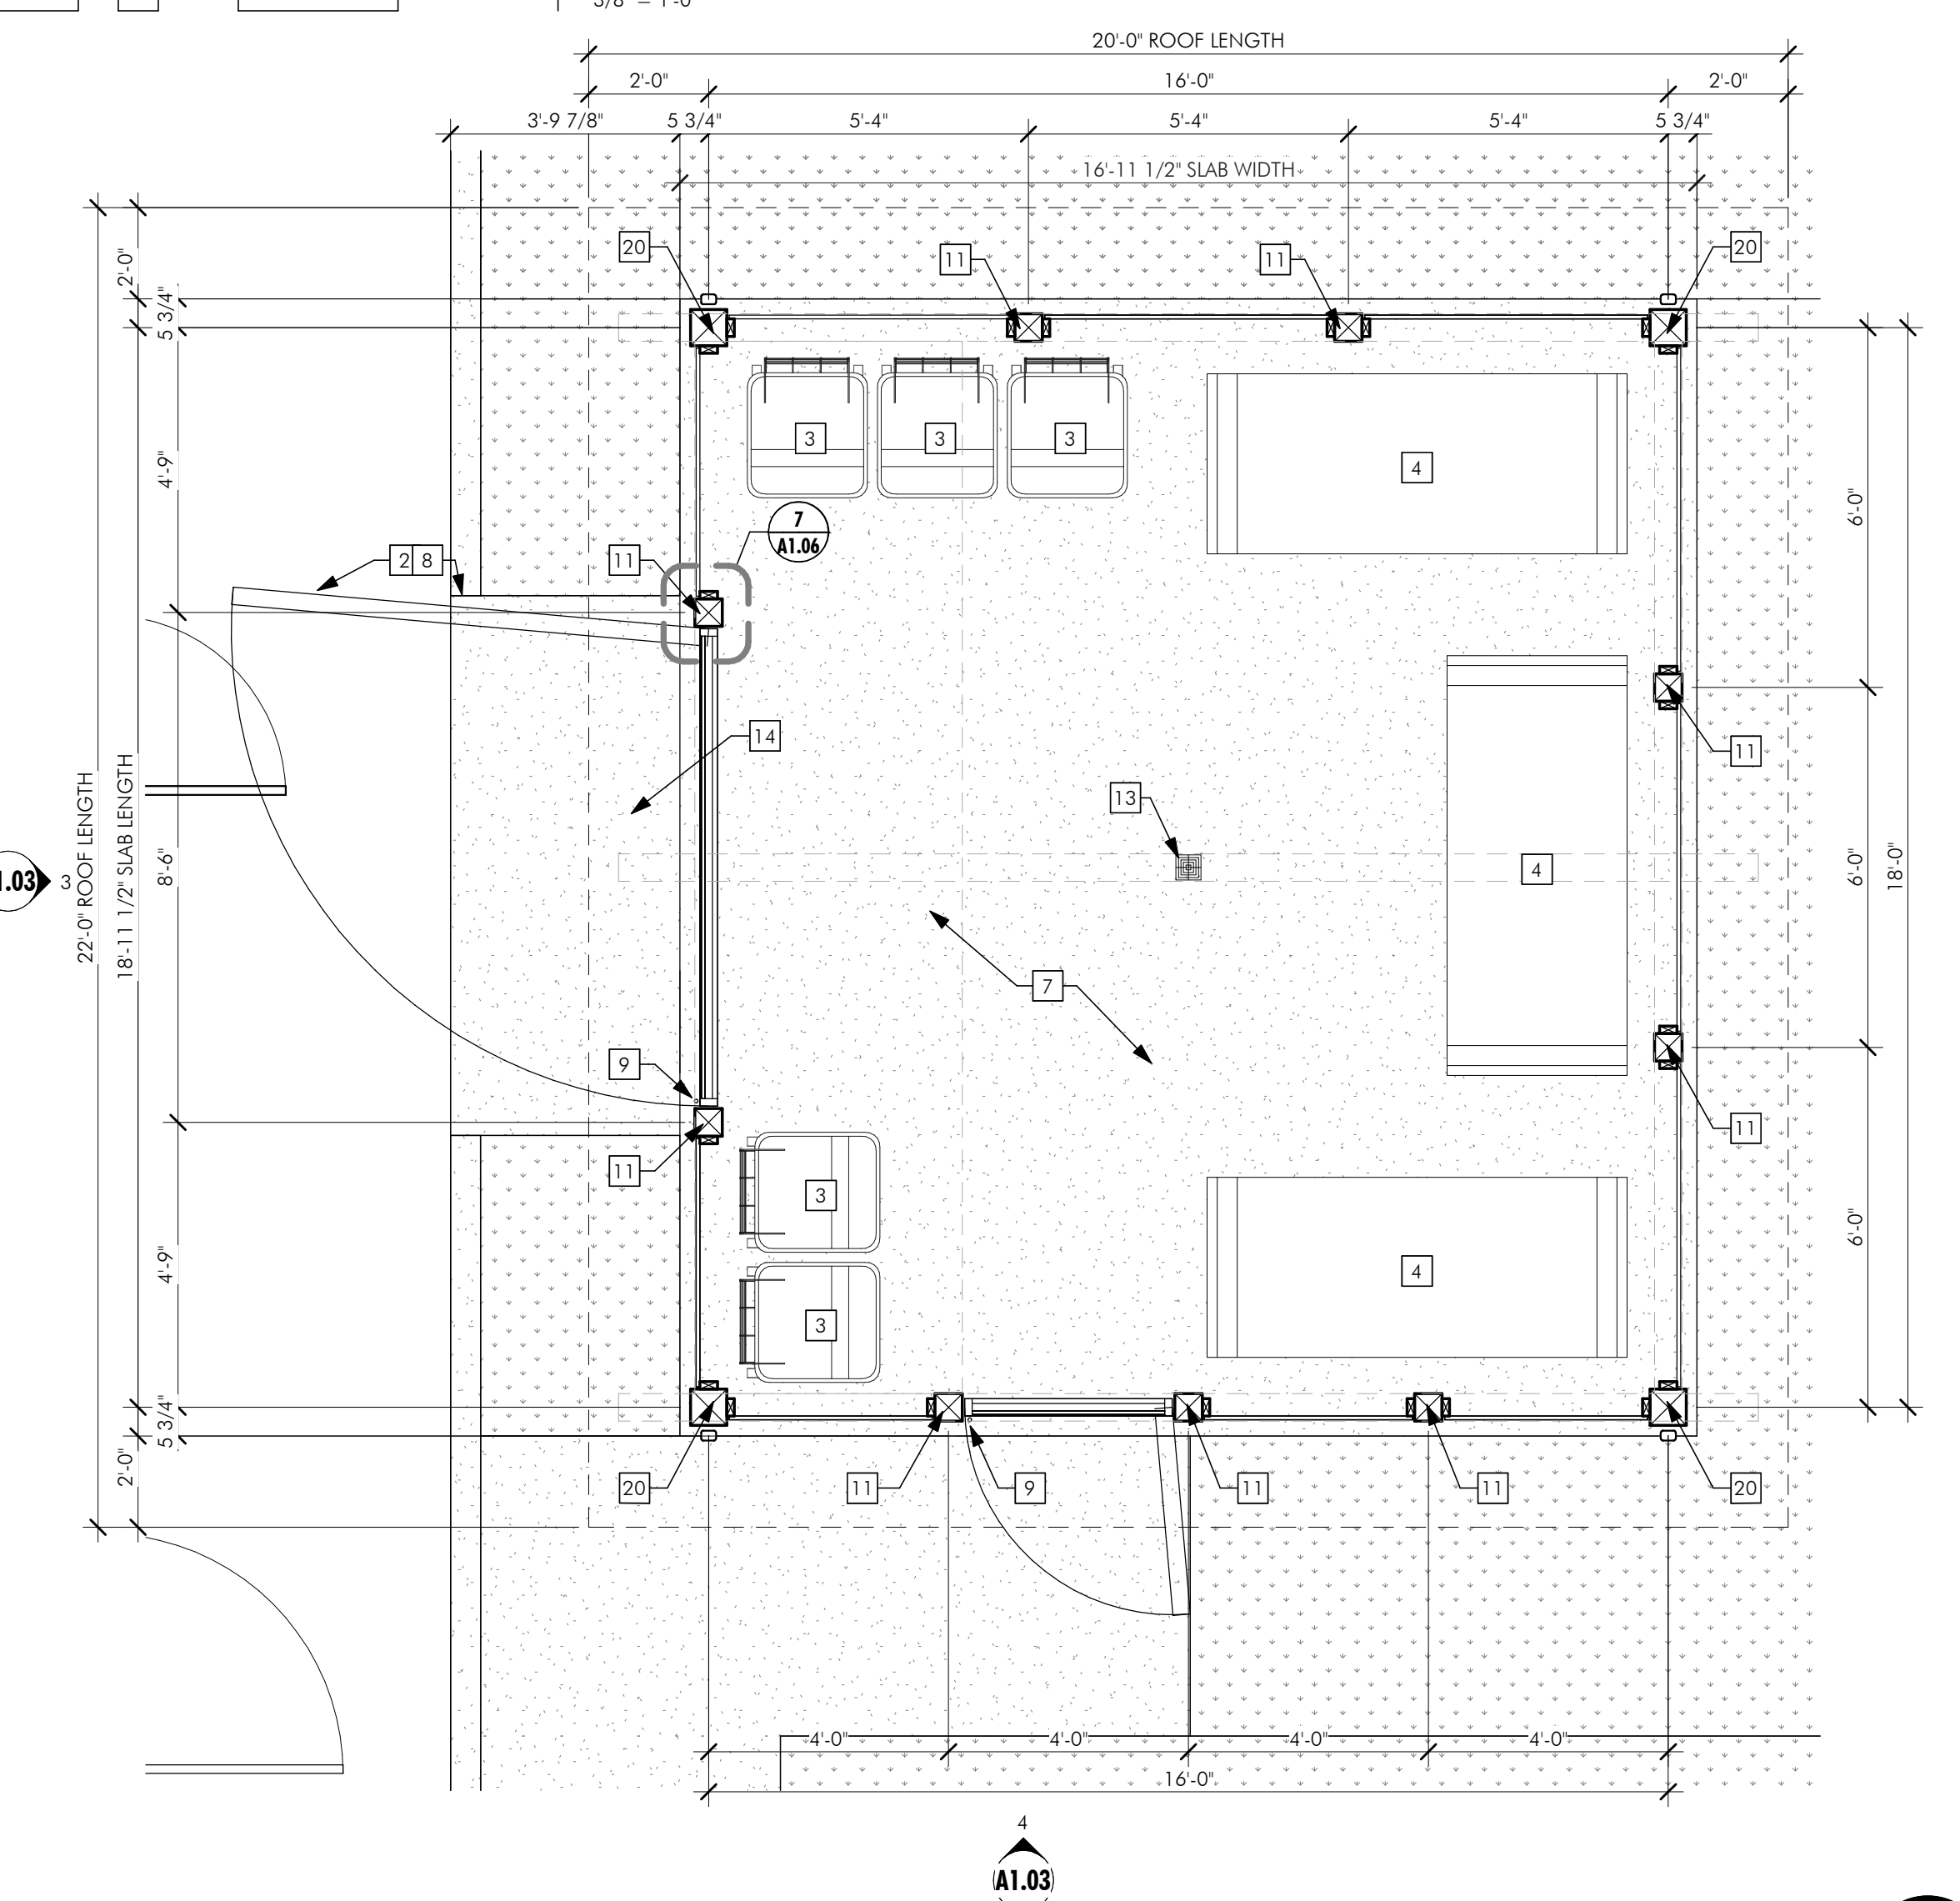 20'-0" ROOF LENGTH
2'-0" 16'-0" 2'-0"
3'-9 7/8" 5 3/4" 5'-4" 5'-4" 5'-4" 5 3/4"
16'-11 1/2" SLAB WIDTH
20 11 11 20
2'-0"
5 3/4"
3 3 3 4
4'-9"
6'-0"
7
A1.06
2 8 11
14 11
13
22'-0" ROOF LENGTH
18'-11 1/2" SLAB LENGTH
8'-6"
4
6'-0"
18'-0"
1.03 3
7
9
11
11
3
4'-9"
6'-0"
4
3
5 3/4"
2'-0"
20 11 9 11 11 20
4'-0" 4'-0" 4'-0" 4'-0"
16'-0"
4
A1.03